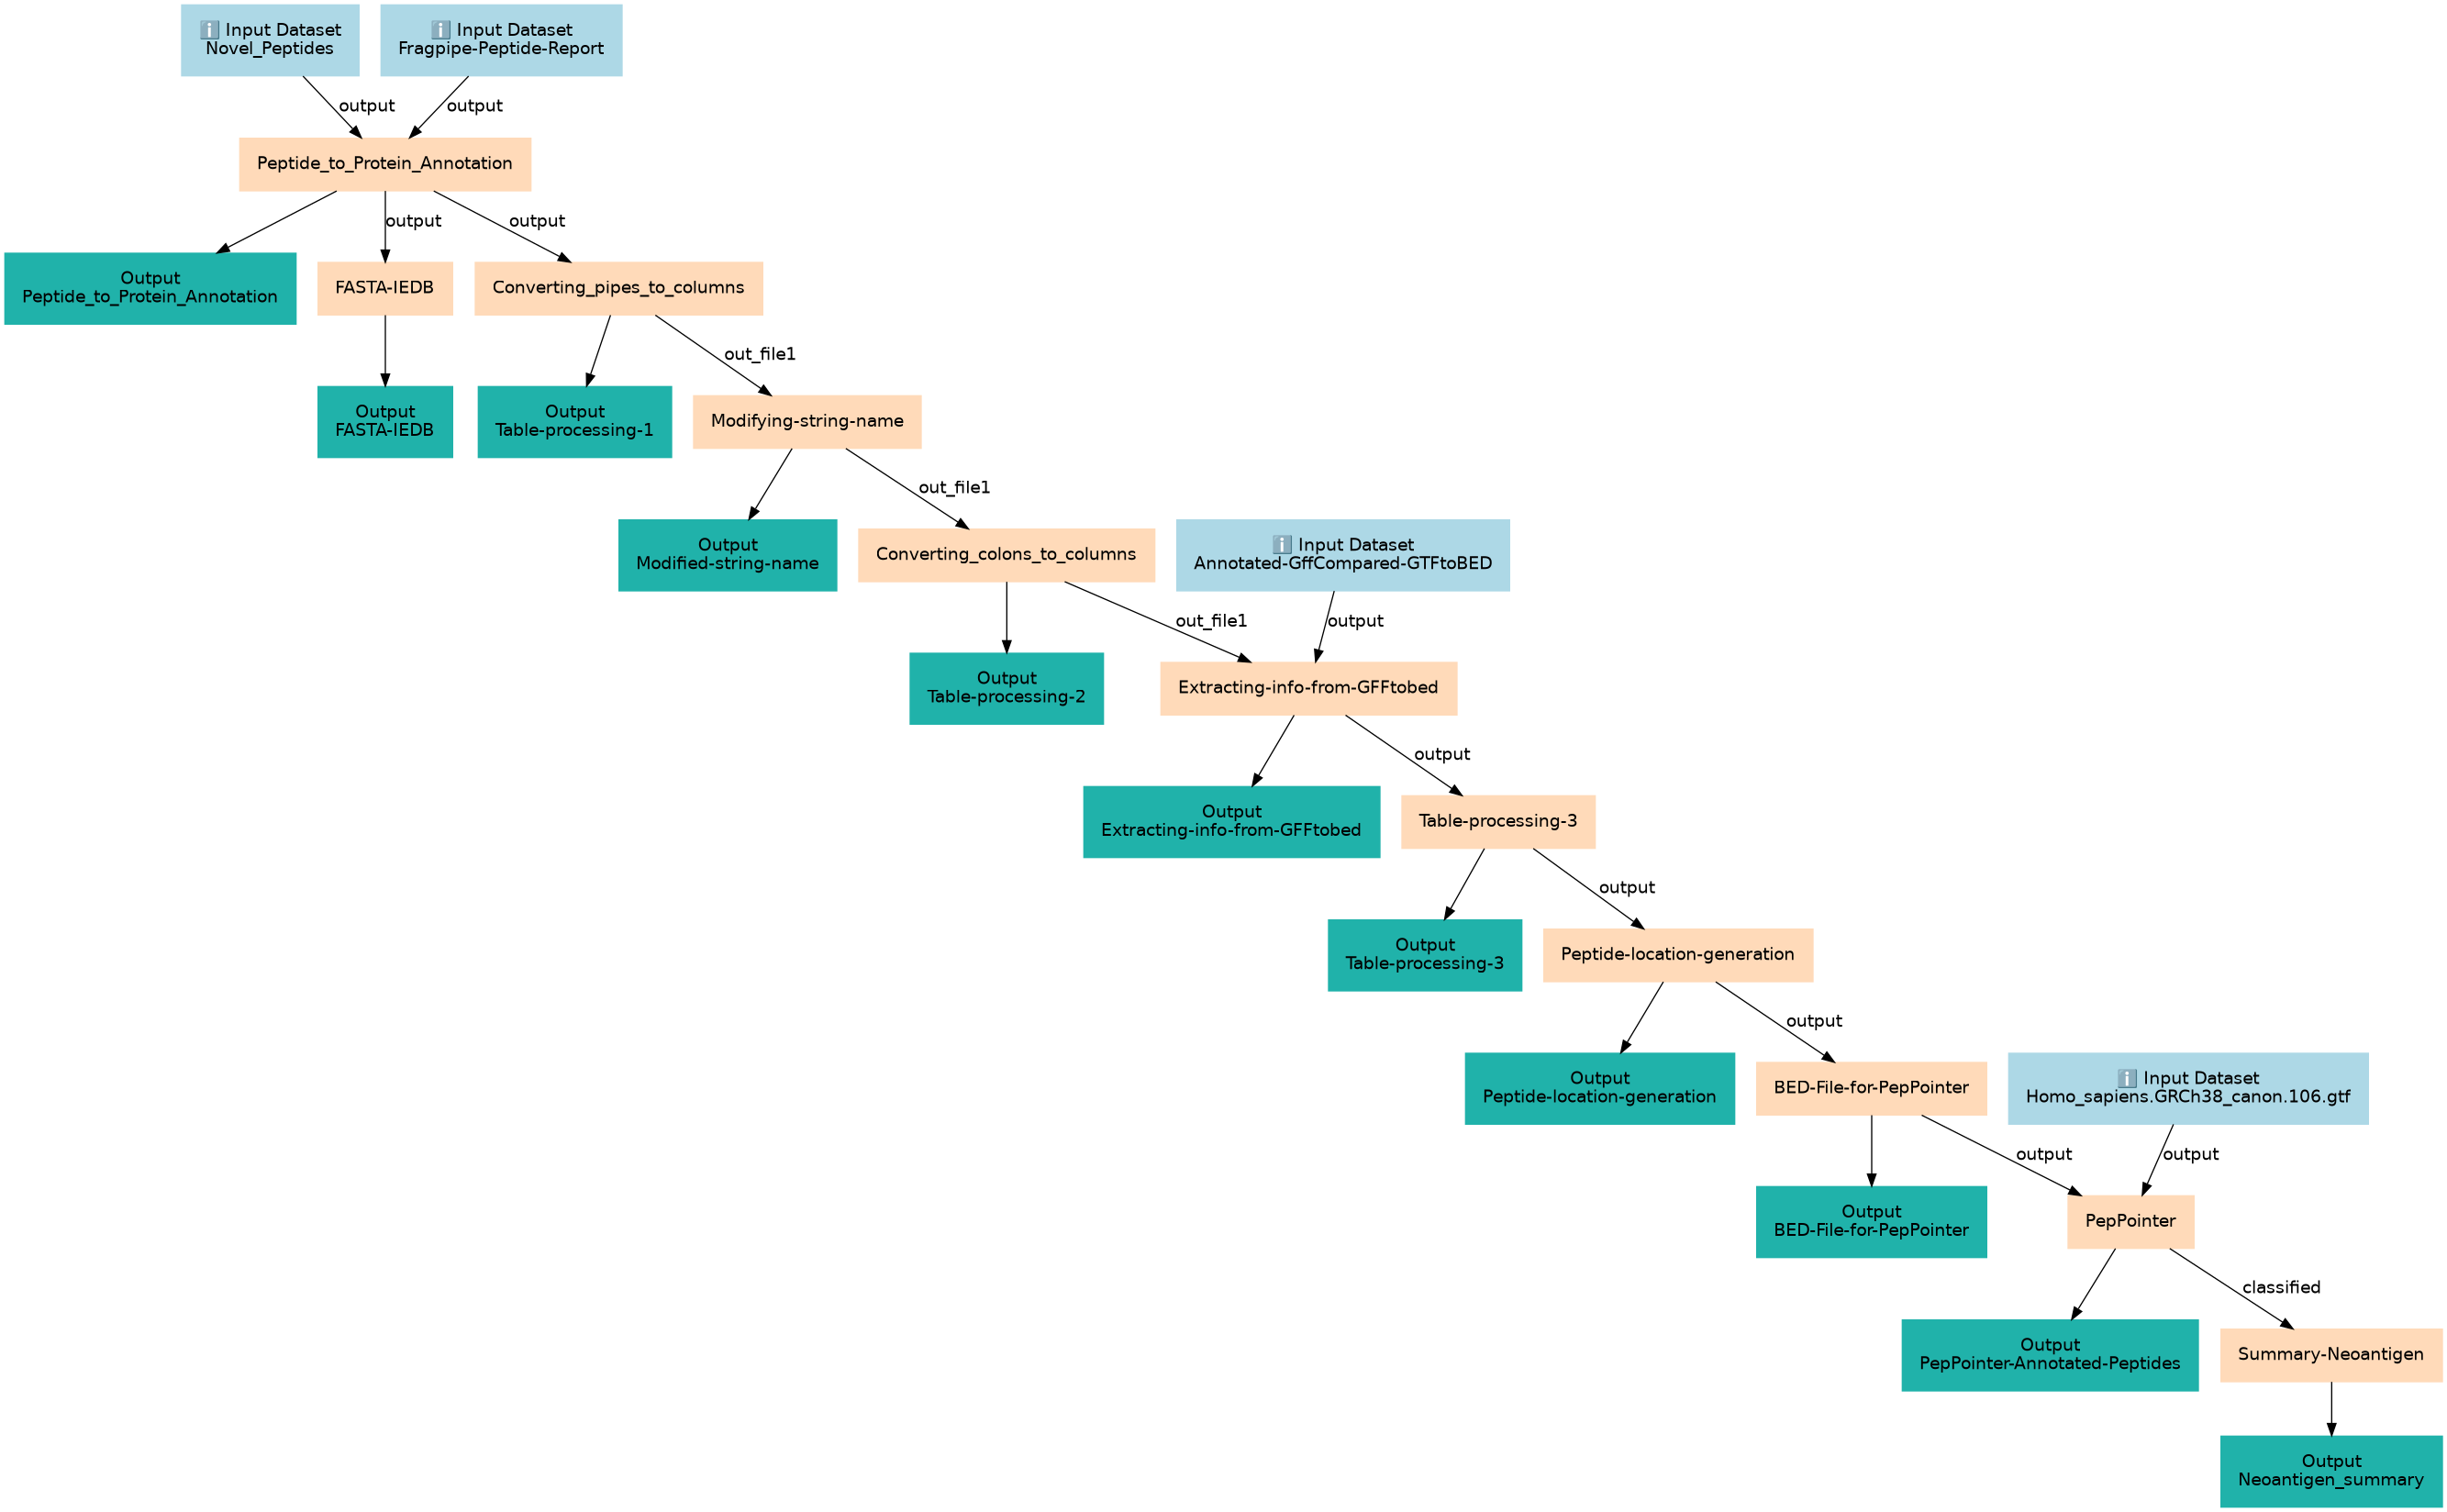 ℹ️ Input Dataset
Novel_Peptides
ℹ️ Input Dataset
Fragpipe-Peptide-Report
output
output
Peptide_to_Protein_Annotation
output
output
Output
Peptide_to_Protein_Annotation
FASTA-IEDB
Converting_pipes_to_columns
out_file1
Output
FASTA-IEDB
Output
Table-processing-1
Modifying-string-name
out_file1
Output
Modified-string-name
Converting_colons_to_columns
ℹ️ Input Dataset
Annotated-GffCompared-GTFtoBED
out_file1
output
Output
Table-processing-2
Extracting-info-from-GFFtobed
output
Output
Extracting-info-from-GFFtobed
Table-processing-3
output
Output
Table-processing-3
Peptide-location-generation
output
Output
Peptide-location-generation
BED-File-for-PepPointer
ℹ️ Input Dataset
Homo_sapiens.GRCh38_canon.106.gtf
output
output
Output
BED-File-for-PepPointer
PepPointer
classified
Output
PepPointer-Annotated-Peptides
Summary-Neoantigen
Output
Neoantigen_summary